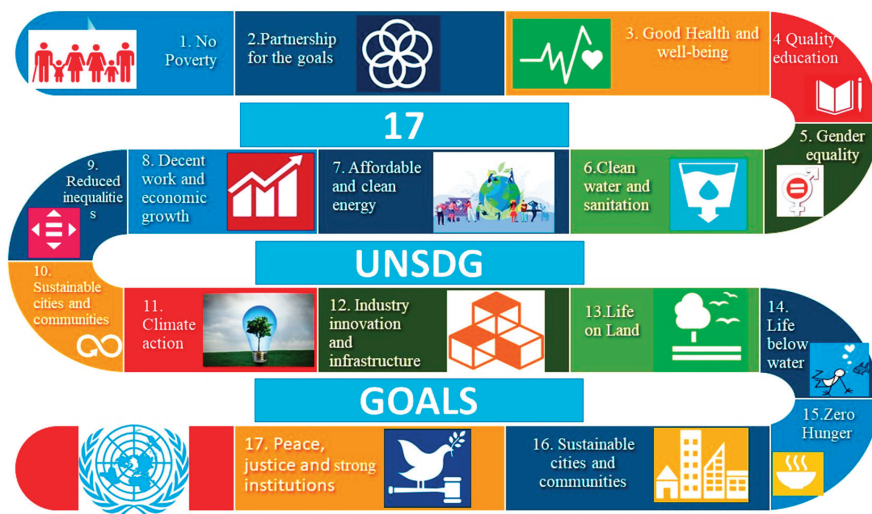 1. No
Poverty
2.Partnership
for the goals
3. Good Health and
well-being
4 Quality
education
17
5. Gender
equality
6.Clean
water and
sanitation
7. Affordable
and clean
energy
8. Decent
work and
economic
growth
9.
Reduced
inequalitie
s
UNSDG
10.
Sustainable
cities and
communities
11.
Climate
action
12. Industry
innovation
and
infrastructure
13.Life
on Land
14.
Life
below
water
GOALS
15.Zero
Hunger
16. Sustainable
cities and
communities
17. Peace,
justice and strong
institutions